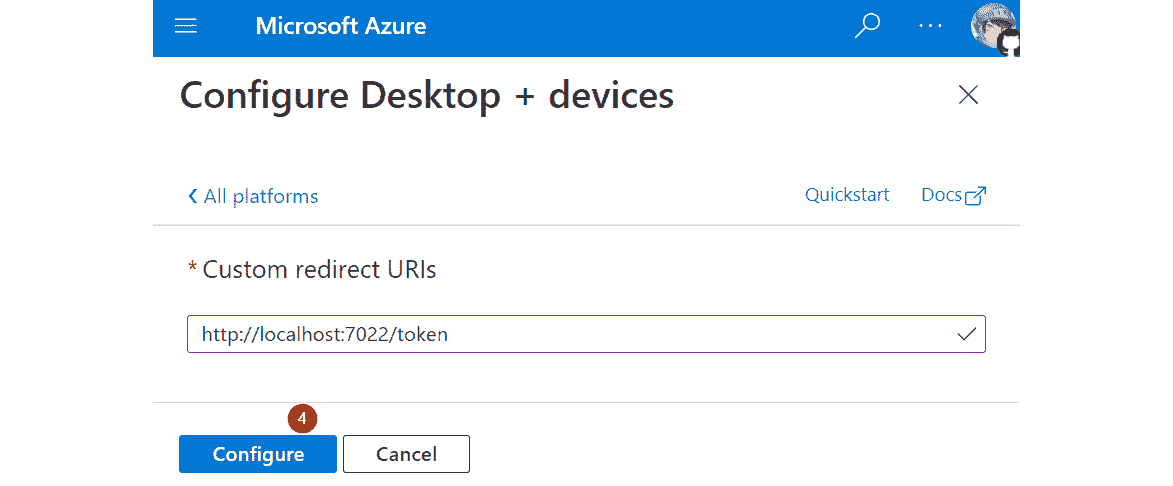 Microsoft Azure
Configure Desktop + devices
All platforms
Quickstart
Docs
* Custom redirect URIs
http://localhost:7022/token
4
Configure
Cancel